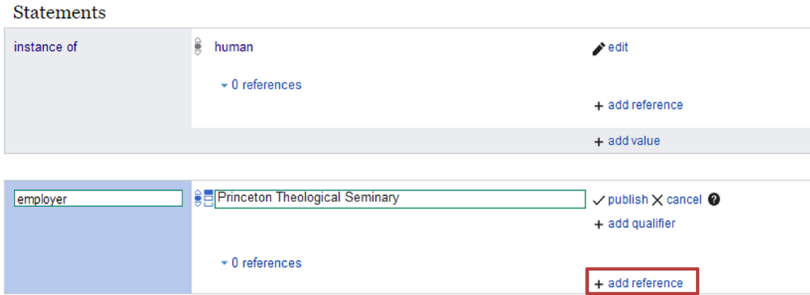 Statements
instance of
human
edit
0 references
+ add reference
+ add value
employer
Princeton Theological Seminary
publish cancel ?
+ add qualifier
0 references
+ add reference